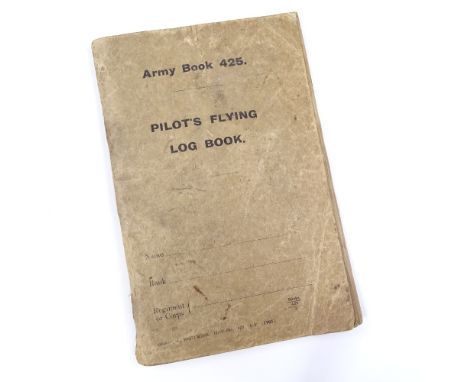 Army Book 425.
PILOT'S FLYING
LOG BOOK.
Name
Rank
Regiment
or Corps